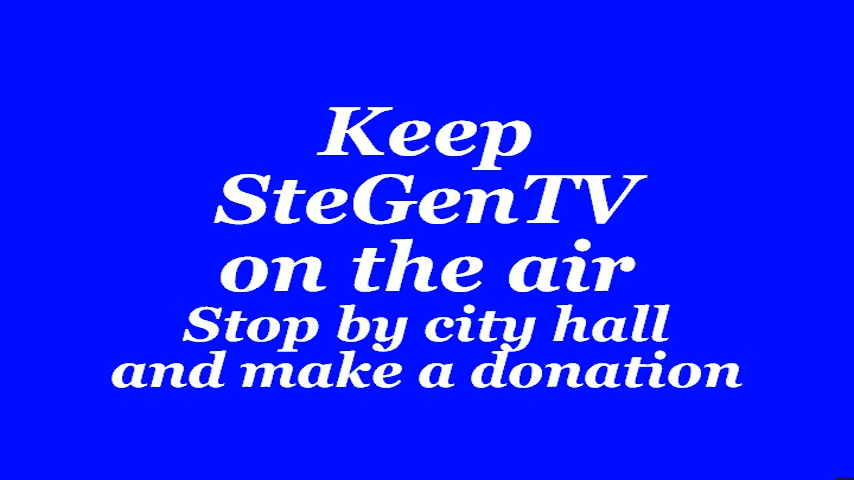 Keep
SteGenTV
on the air
Stop by city hall
and make a donation